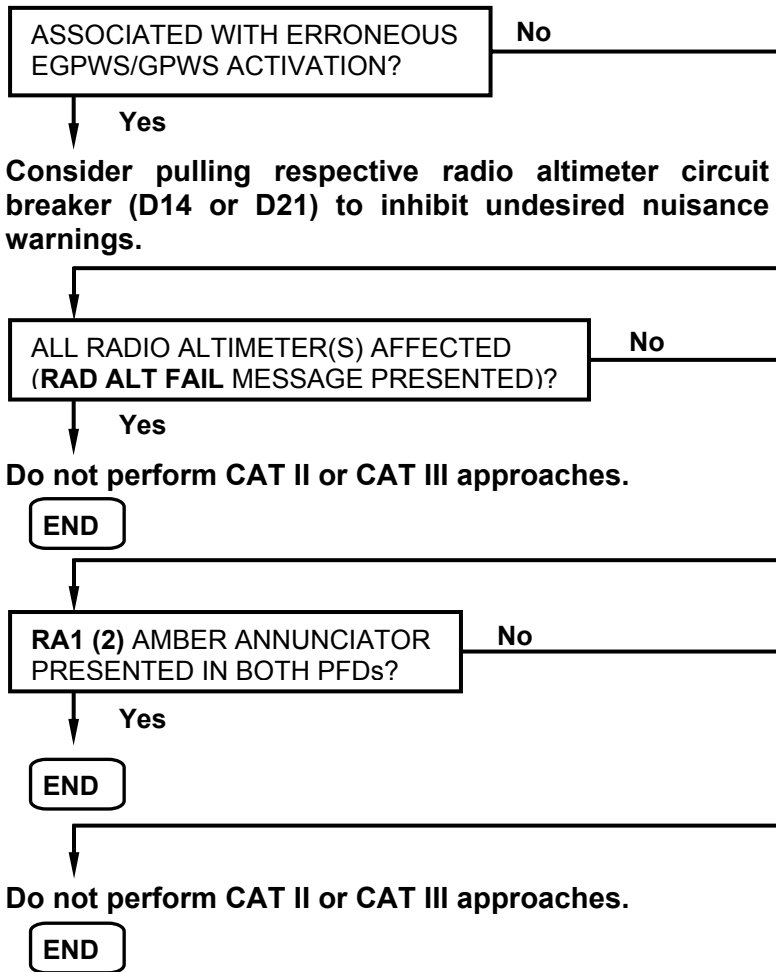 ASSOCIATED WITH ERRONEOUS
EGPWS/GPWS ACTIVATION?
No
Yes
Consider pulling respective radio altimeter circuit
breaker (D14 or D21) to inhibit undesired nuisance
warnings.
ALL RADIO ALTIMETER(S) AFFECTED
(RAD ALT FAIL MESSAGE PRESENTED)?
No
Yes
Do not perform CAT II or CAT III approaches.
END
RA1 (2) AMBER ANNUNCIATOR
PRESENTED IN BOTH PFDs?
No
Yes
END
Do not perform CAT II or CAT III approaches.
END